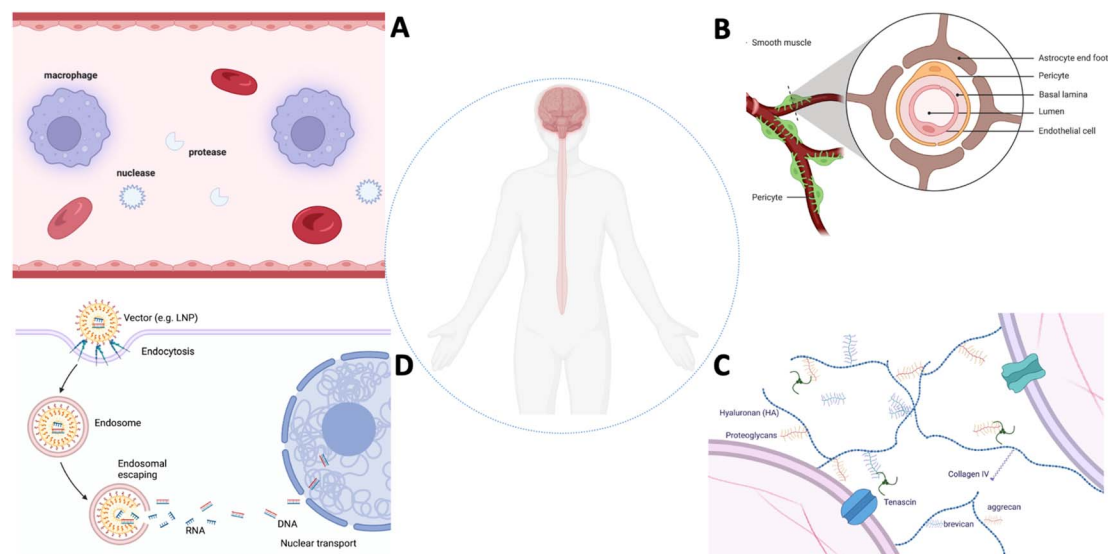 A
macrophage
protease
nuclease
B
Smooth muscle
Astrocyte end foot
Pericyte
Basal lamina
Lumen
Endothelial cell
Pericyte
D
Vector (e.g. LNP)
Endocytosis
Endosome
Endosomal
escaping
RNA
DNA
Nuclear transport
C
Hyaluronan (HA)
Proteoglycans
Collagen IV
Tenascin
aggrecan
brevican